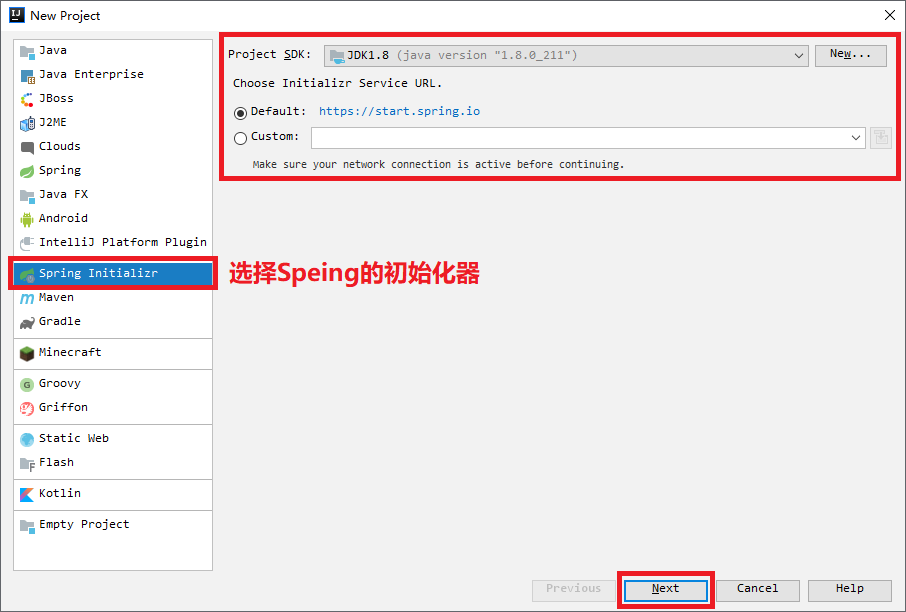 New Project
Java
Java Enterprise
JBoss
J2ME
Clouds
Spring
Java FX
Android
IntelliJ Platform Plugin
Spring Initializr
Maven
Gradle
Minecraft
Groovy
Griffon
Static Web
Flash
Kotlin
Empty Project
Project SDK: JDK1.8 (java version "1.8.0_211") New...
Choose Initializr Service URL.
Default: https://start.spring.io
Custom:
Make sure your network connection is active before continuing.
选择Speing的初始化器
Previous Next Cancel Help